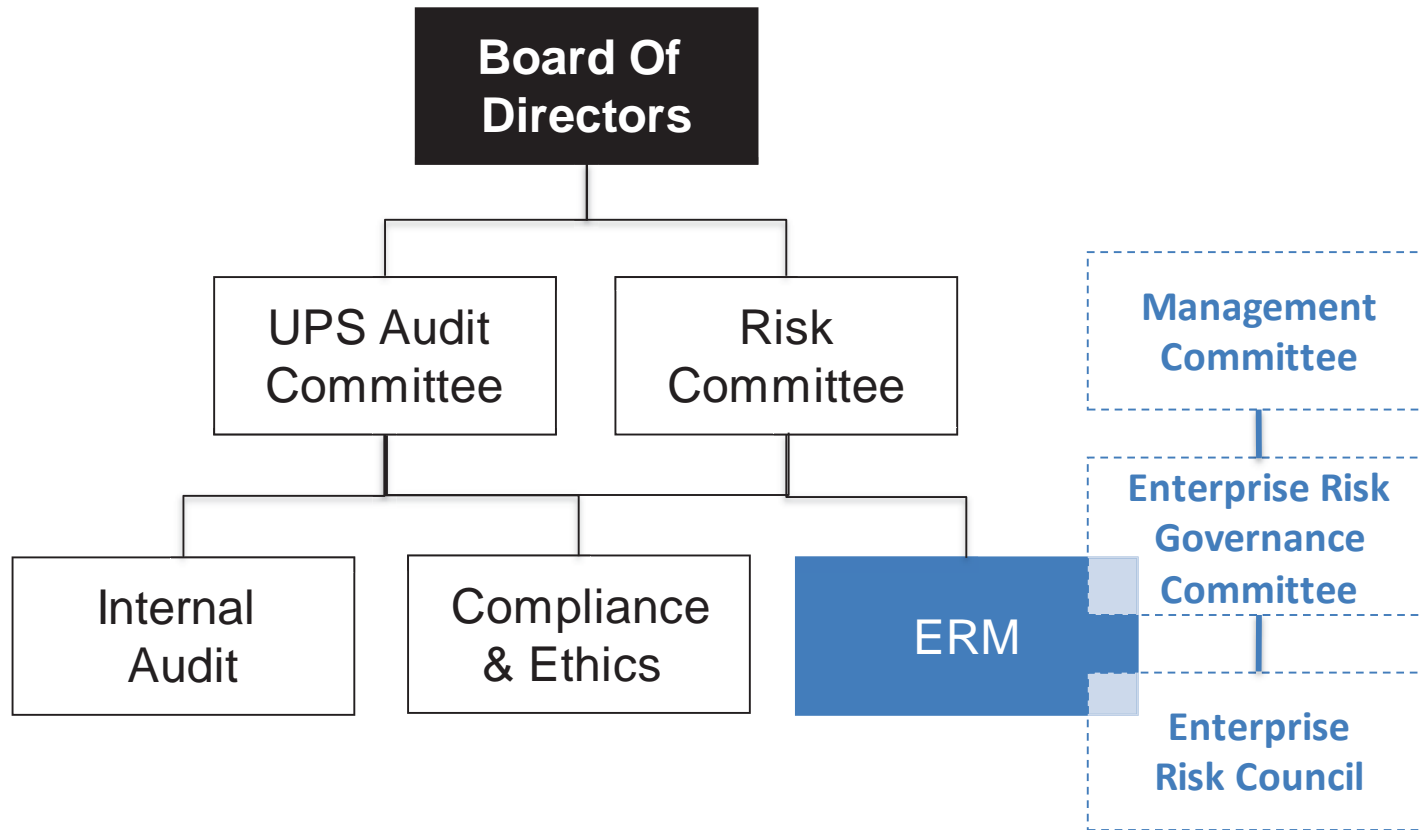 Board Of
Directors
UPS Audit
Committee
Risk
Committee
Management
Committee
Enterprise Risk
Governance
Committee
Internal
Audit
Compliance
& Ethics
ERM
Enterprise
Risk Council